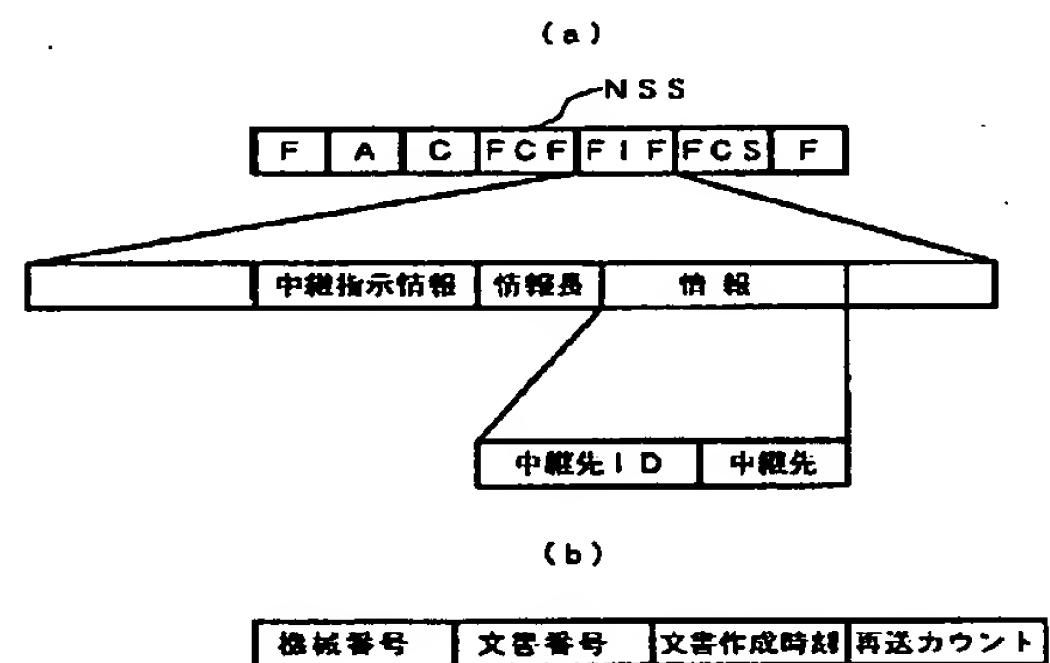 (a)
NSS
F A C FCF FIF FCS F
中継指示情報 情報長 情報
中継先ID 中継先
(b)
機械番号 文書番号 文書作成時刻 再送カウント